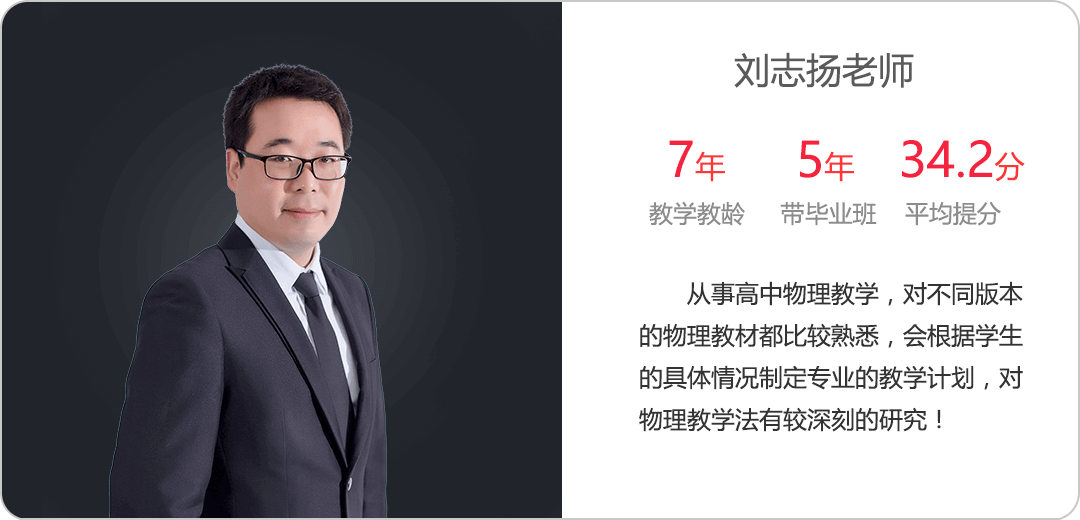 刘志扬老师
7年 5年 34.2分
教学教龄 带毕业班 平均提分
从事高中物理教学，对不同版本
的物理教材都比较熟悉，会根据学生
的具体情况制定专业的教学计划，对
物理教学法有较深刻的研究！